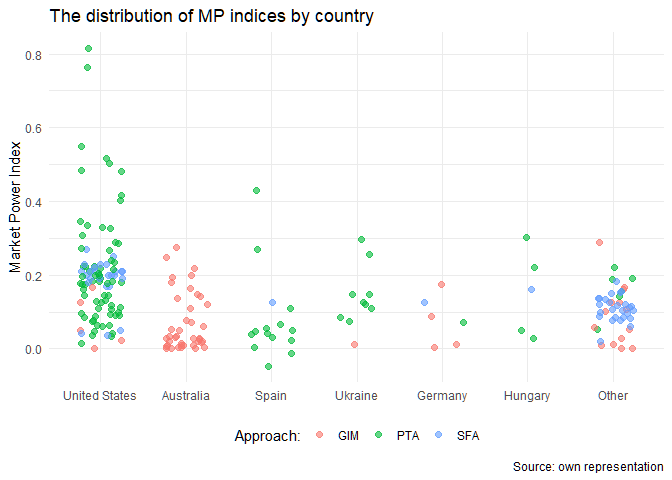 The distribution of MP indices by country
Market Power Index
0.8
0.6
0.4
0.2
0.0
United States Australia Spain Ukraine Germany Hungary Other
Approach: GIM PTA SFA
Source: own representation